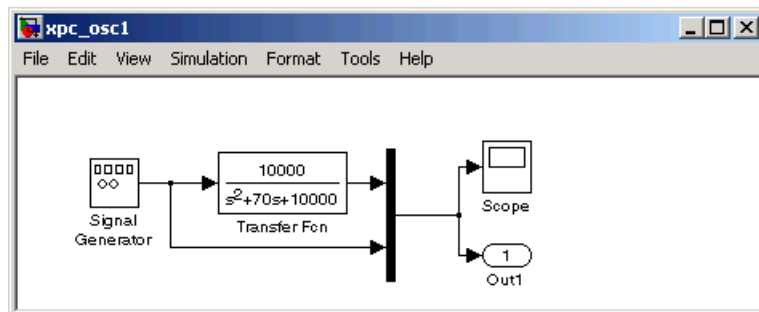 xpc_osc1
File Edit View Simulation Format Tools Help
10000
s²+70s+10000
Transfer Fcn
Signal
Generator
Scope
1
Out1